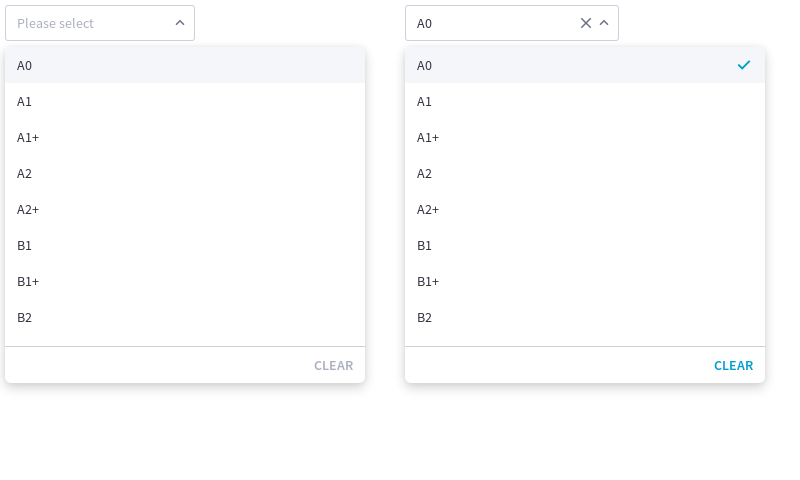 Please select
A0
A1
A1+
A2
A2+
B1
B1+
B2
CLEAR
A0
A0
A1
A1+
A2
A2+
B1
B1+
B2
CLEAR